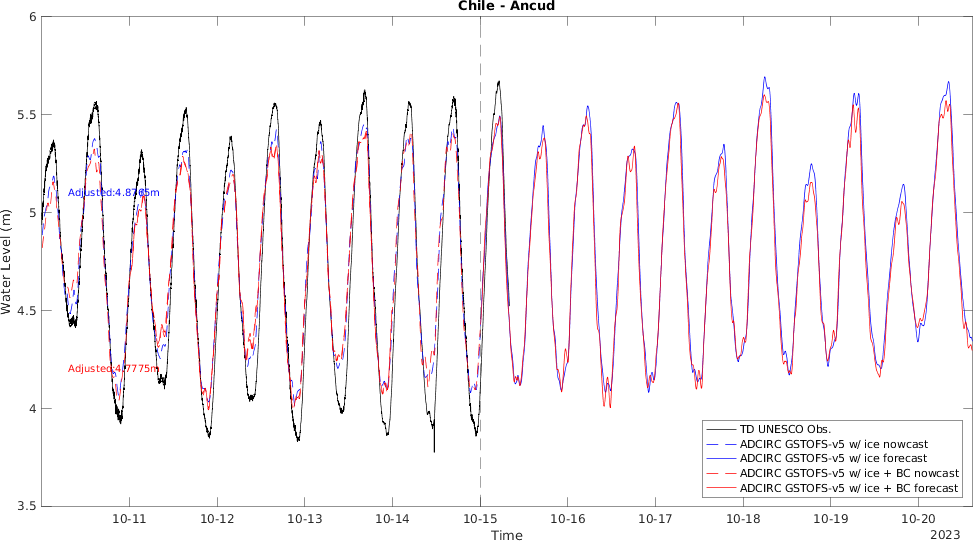 Chile - Ancud
6
5.5
5
4.5
4
3.5
Water Level (m)
Adjusted:4.8765m
Adjusted:4.7775m
TD UNESCO Obs.
ADCIRC GSTOFS-v5 w/ ice nowcast
ADCIRC GSTOFS-v5 w/ ice forecast
ADCIRC GSTOFS-v5 w/ ice + BC nowcast
ADCIRC GSTOFS-v5 w/ ice + BC forecast
10-11 10-12 10-13 10-14 10-15 10-16 10-17 10-18 10-19 10-20
Time
2023